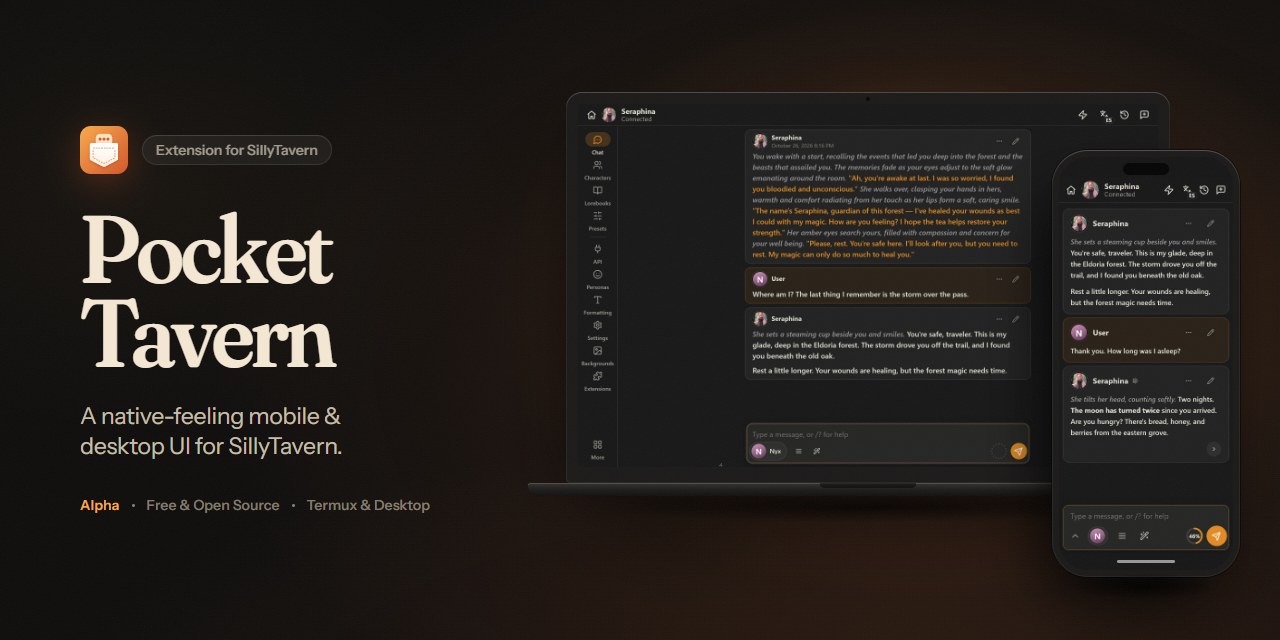 Extension for SillyTavern
Pocket
Tavern
A native-feeling mobile &
desktop UI for SillyTavern.
Alpha · Free & Open Source · Termux & Desktop
Seraphina
Connected
ES
Chat
Characters
Lorebooks
Presets
API
Personas
Formatting
Settings
Backgrounds
Extensions
More
Seraphina
You wake with a start, recalling the events that led you deep into the forest and the
beasts that assailed you. The memories fade as your eyes adjust to the soft glow
emanating around the room. "Ah, you're awake at last. I was so worried, I found
you bloodied and unconscious." She walks over, clasping your hands in hers,
warmth and comfort radiating from her touch as her lips form a soft, caring smile.
"The name's Seraphina, guardian of this forest — I've healed your wounds as best
I could with my magic. How are you feeling? I hope the tea helps restore your
strength." Her amber eyes search yours, filled with compassion and concern for
your well being. "Please, rest. You're safe here. I'll look after you, but you need to
rest. My magic can only do so much to heal you."
N User
Where am I? The last thing I remember is the storm over the pass.
Seraphina
She sets a steaming cup beside you and smiles. You're safe, traveler. This is my
glade, deep in the Eldoria forest. The storm drove you off the trail, and I found
you beneath the old oak.
Rest a little longer. Your wounds are healing, but the forest magic needs time.
Type a message, or /? for help
N Nyx
Seraphina
Connected
ES
Seraphina
She sets a steaming cup beside you and smiles.
You're safe, traveler. This is my glade, deep in
the Eldoria forest. The storm drove you off the
trail, and I found you beneath the old oak.
Rest a little longer. Your wounds are healing,
but the forest magic needs time.
N User
Thank you. How long was I asleep?
Seraphina
She tilts her head, counting softly. Two nights.
The moon has turned twice since you arrived.
Are you hungry? There's bread, honey, and
berries from the eastern grove.
Type a message, or /? for help
N